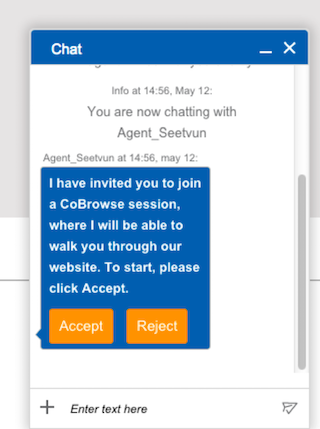 Chat
Info at 14:56, May 12:
You are now chatting with
Agent_Seetvun
Agent_Seetvun at 14:56, may 12:
I have invited you to join
a CoBrowse session,
where I will be able to
walk you through our
website. To start, please
click Accept.
Accept Reject
Enter text here